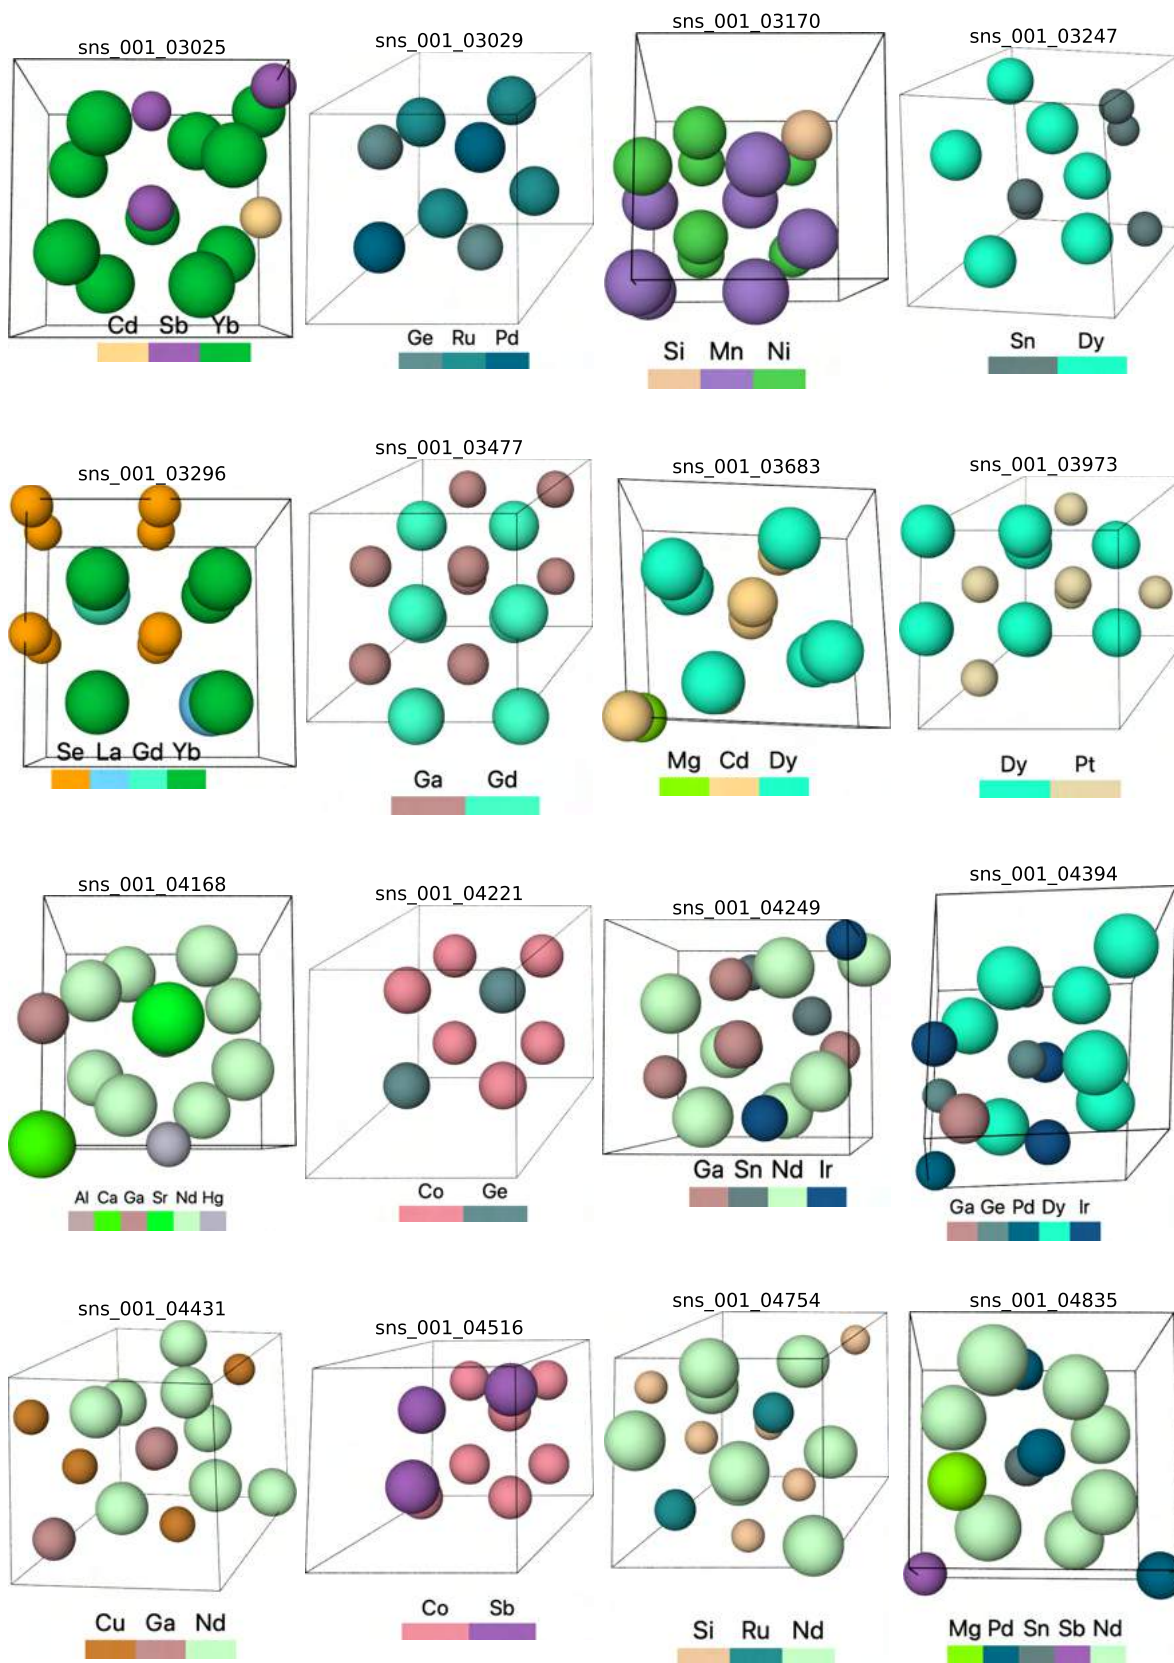 sns_001_03025
Cd Sb Yb
sns_001_03029
Ge Ru Pd
sns_001_03170
Si Mn Ni
sns_001_03247
Sn Dy
sns_001_03296
Se La Gd Yb
sns_001_03477
Ga Gd
sns_001_03683
Mg Cd Dy
sns_001_03973
Dy Pt
sns_001_04168
Al Ca Ga Sr Nd Hg
sns_001_04221
Co Ge
sns_001_04249
Ga Sn Nd Ir
sns_001_04394
Ga Ge Pd Dy Ir
sns_001_04431
Cu Ga Nd
sns_001_04516
Co Sb
sns_001_04754
Si Ru Nd
sns_001_04835
Mg Pd Sn Sb Nd